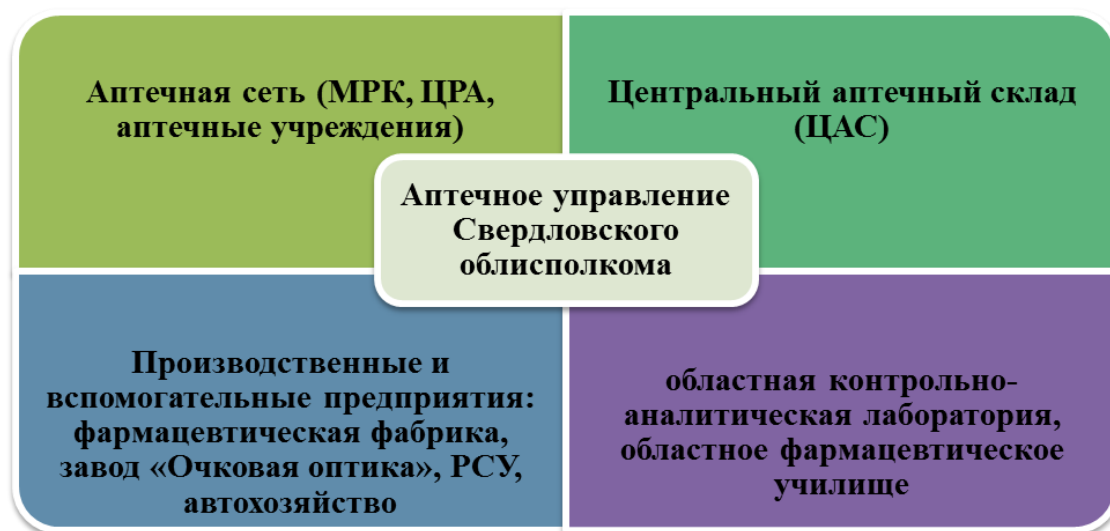 Аптечная сеть (МРК, ЦРА,
аптечные учреждения)
Центральный аптечный склад
(ЦАС)
Аптечное управление
Свердловского
облисполкома
Производственные и
вспомогательные предприятия:
фармацевтическая фабрика,
завод «Очковая оптика», РСУ,
автохозяйство
областная контрольно-
аналитическая лаборатория,
областное фармацевтическое
училище